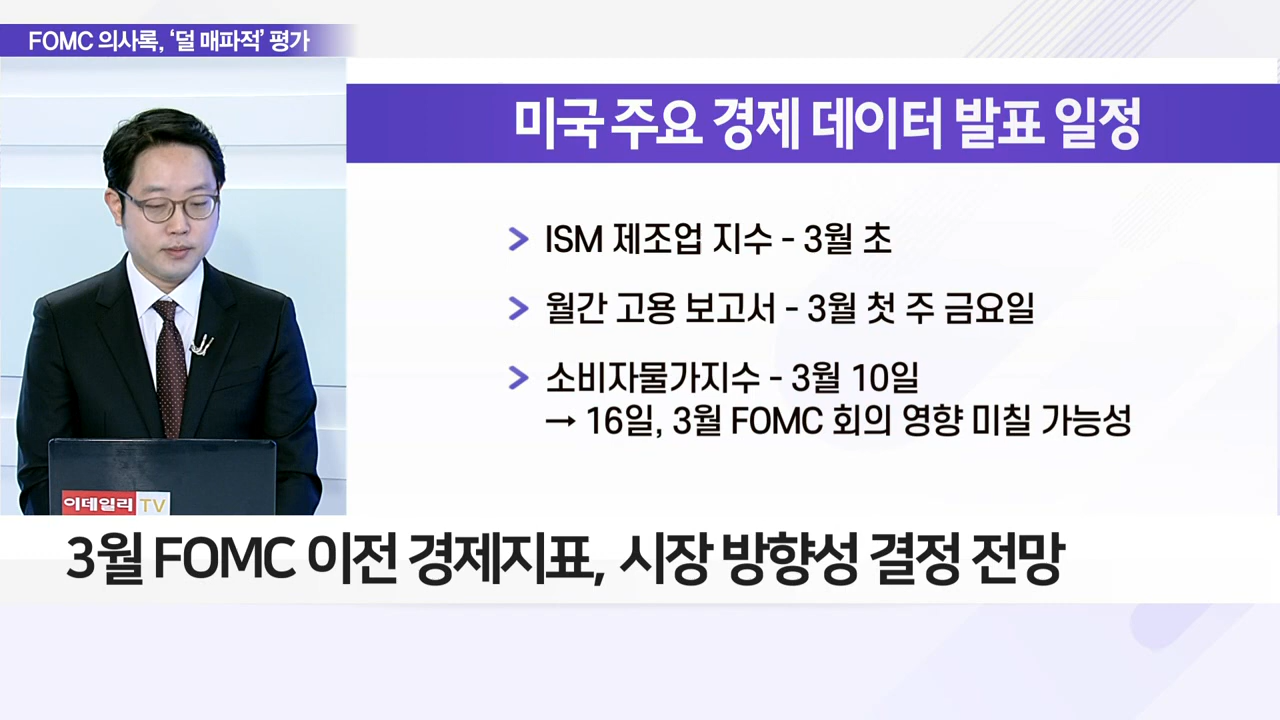 FOMC 의사록, ‘덜 매파적’ 평가
미국 주요 경제 데이터 발표 일정
> ISM 제조업 지수 - 3월 초
> 월간 고용 보고서 - 3월 첫 주 금요일
> 소비자물가지수 - 3월 10일
→ 16일, 3월 FOMC 회의 영향 미칠 가능성
이데일리 TV
3월 FOMC 이전 경제지표, 시장 방향성 결정 전망